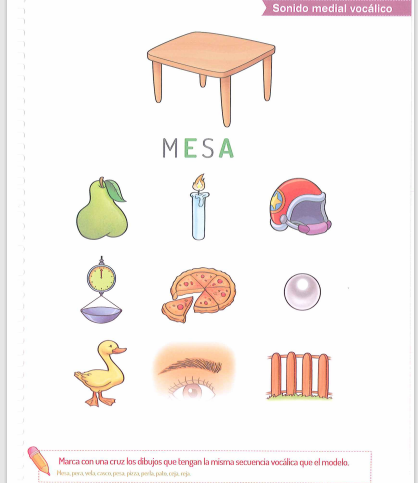 Sonido medial vocálico
MESA
Marca con una cruz los dibujos que tengan la misma secuencia vocálica que el modelo.
Mesa, pera, vela, casco, pesa, pizza, perla, pato, ceja, reja.